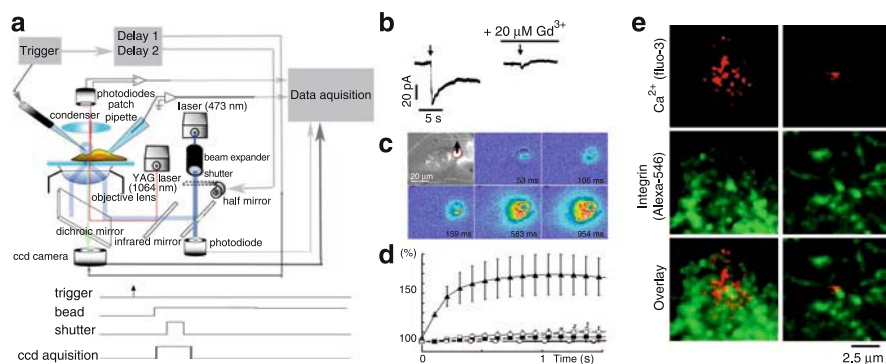 a
Trigger
Delay 1
Delay 2
photodiodes
condenser
patch
pipette
laser (473 nm)
Data aquisition
beam expander
shutter
YAG laser
(1064 nm)
objective lens
half mirror
dichroic mirror
infrared mirror
photodiode
ccd camera
trigger
bead
shutter
ccd aquisition
b
+ 20 μM Gd3+
20 pA
5 s
c
20 μm
53 ms
106 ms
159 ms
583 ms
954 ms
d
(%)
150
100
0
1
Time (S)
e
Ca2+ (fluo-3)
Integrin
(Alexa-546)
Overlay
2.5 μm